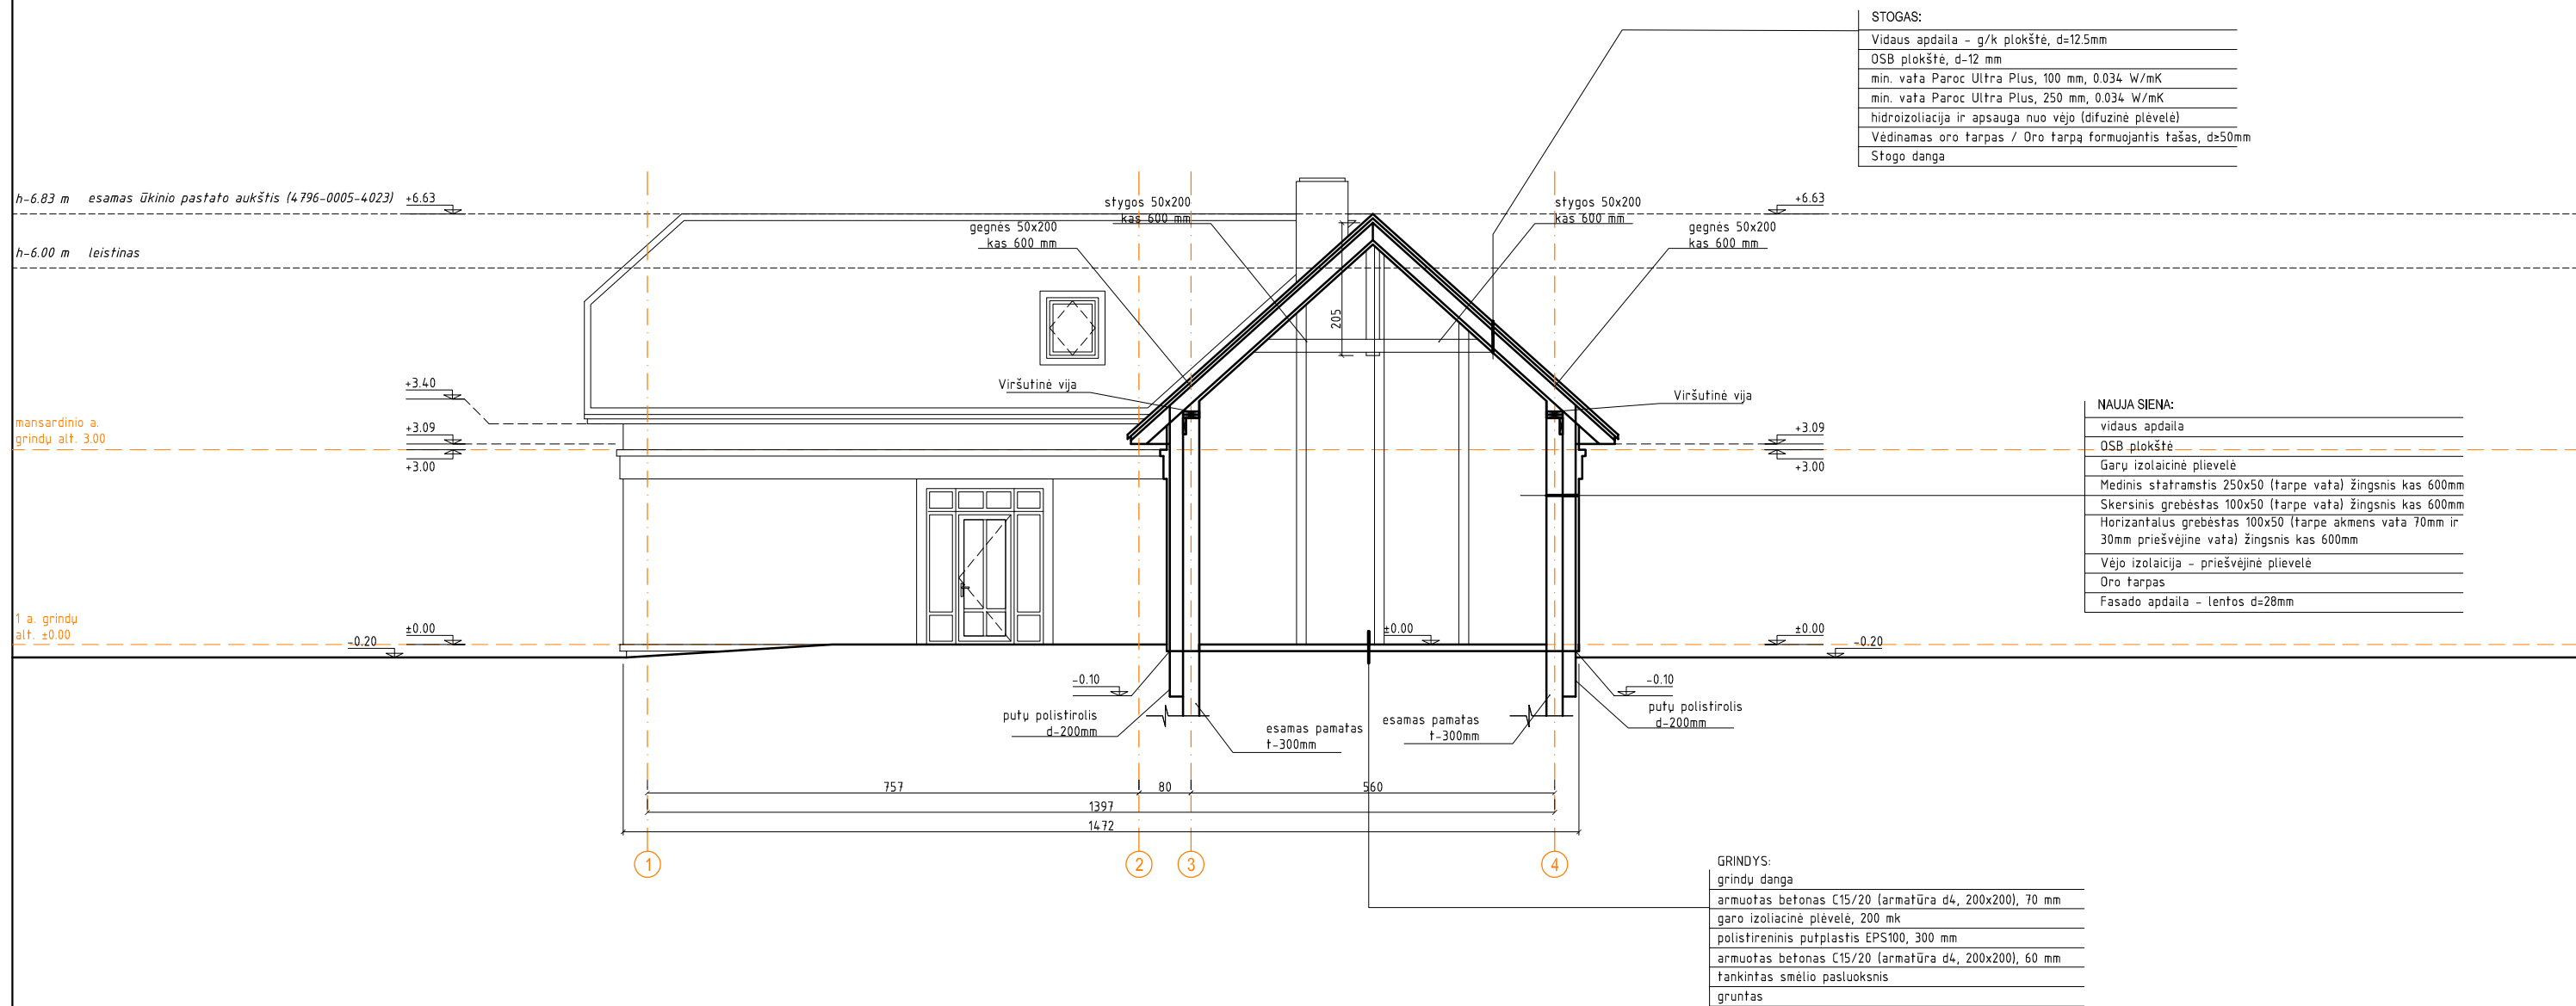 STOGAS:
Vidaus apdaila - g/k plokštė, d=12.5mm
OSB plokštė, d-12 mm
min. vata Paroc Ultra Plus, 100 mm, 0.034 W/mK
min. vata Paroc Ultra Plus, 250 mm, 0.034 W/mK
hidroizoliacija ir apsauga nuo vėjo (difuzinė plėvelė)
Vėdinamas oro tarpas / Oro tarpą formuojantis tašas, d≥50mm
Stogo danga
h-6.83 m esamas ūkinio pastato aukštis (4796-0005-4023) +6.63
stygos 50x200
kas 600 mm
stygos 50x200
kas 600 mm
+6.63
gegnės 50x200
kas 600 mm
gegnės 50x200
kas 600 mm
h-6.00 m leistinas
205
+3.40
Viršutinė vija
Viršutinė vija
mansardinio a.
grindų alt. 3.00
+3.09
+3.00
+3.09
+3.00
NAUJA SIENA:
vidaus apdaila
OSB plokštė
Garų izolaicinė plievelė
Medinis statramstis 250x50 (tarpe vata) žingsnis kas 600mm
Skersinis grebėstas 100x50 (tarpe vata) žingsnis kas 600mm
Horizantalus grebėstas 100x50 (tarpe akmens vata 70mm ir
30mm priešvėjine vata) žingsnis kas 600mm
Vėjo izolaicija - priešvėjinė plievelė
Oro tarpas
Fasado apdaila - lentos d=28mm
1 a. grindų
alt. ±0.00
-0.20
±0.00
±0.00
±0.00
-0.20
-0.10
-0.10
putų polistirolis
d-200mm
esamas pamatas
t-300mm
esamas pamatas
t-300mm
putų polistirolis
d-200mm
757
80
560
1397
1472
1
2
3
4
GRINDYS:
grindų danga
armuotas betonas C15/20 (armatūra d4, 200x200), 70 mm
garo izoliacinė plėvelė, 200 mk
polistireninis putplastis EPS100, 300 mm
armuotas betonas C15/20 (armatūra d4, 200x200), 60 mm
tankintas smėlio pasluoksnis
gruntas